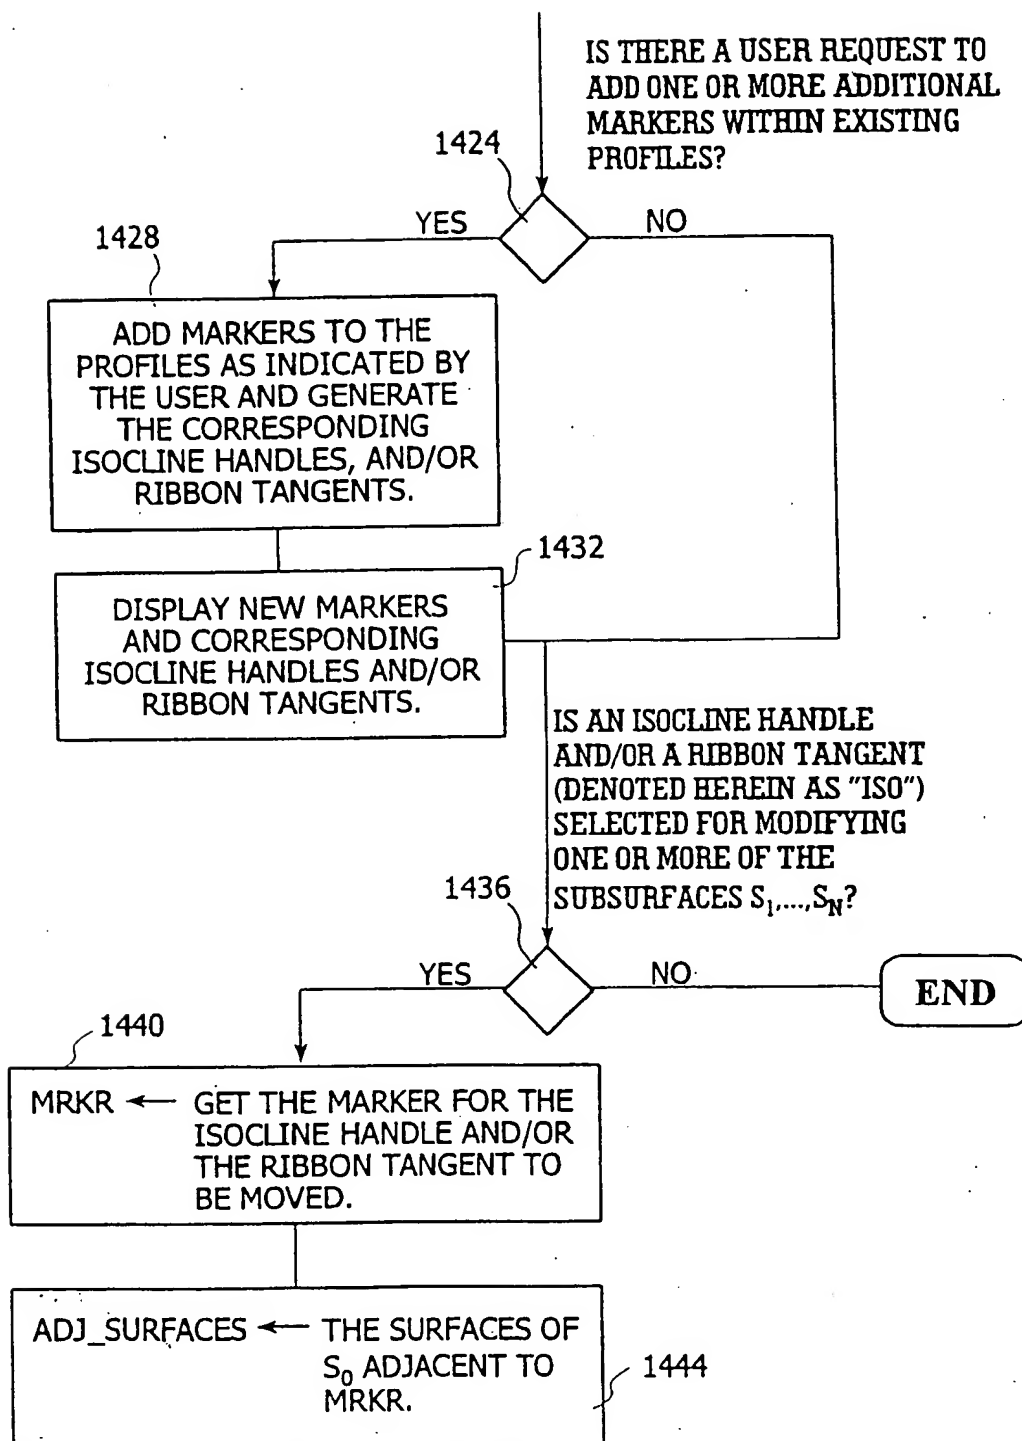 IS THERE A USER REQUEST TO
ADD ONE OR MORE ADDITIONAL
MARKERS WITHIN EXISTING
PROFILES?
1424
YES
NO
1428
ADD MARKERS TO THE
PROFILES AS INDICATED BY
THE USER AND GENERATE
THE CORRESPONDING
ISOCLINE HANDLES, AND/OR
RIBBON TANGENTS.
1432
DISPLAY NEW MARKERS
AND CORRESPONDING
ISOCLINE HANDLES AND/OR
RIBBON TANGENTS.
IS AN ISOCLINE HANDLE
AND/OR A RIBBON TANGENT
(DENOTED HEREIN AS "ISO")
SELECTED FOR MODIFYING
ONE OR MORE OF THE
SUBSURFACES S₁,...,S_N?
1436
YES
NO
END
1440
MRKR ← GET THE MARKER FOR THE
ISOCLINE HANDLE AND/OR
THE RIBBON TANGENT TO
BE MOVED.
ADJ_SURFACES ← THE SURFACES OF
S₀ ADJACENT TO
MRKR.
1444